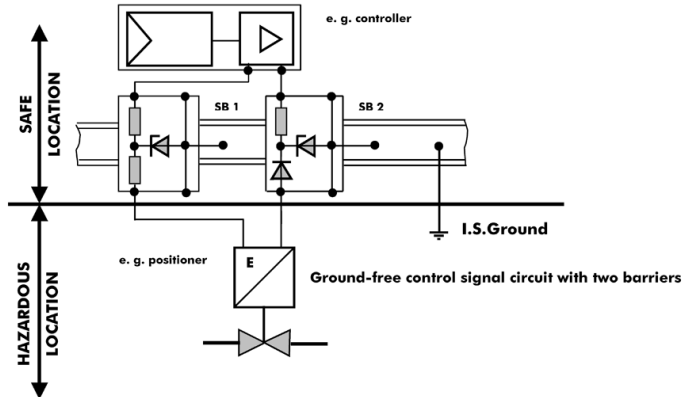 e. g. controller
SAFE
LOCATION
SB 1
SB 2
I.S.Ground
e. g. positioner
E
Ground-free control signal circuit with two barriers
HAZARDOUS
LOCATION